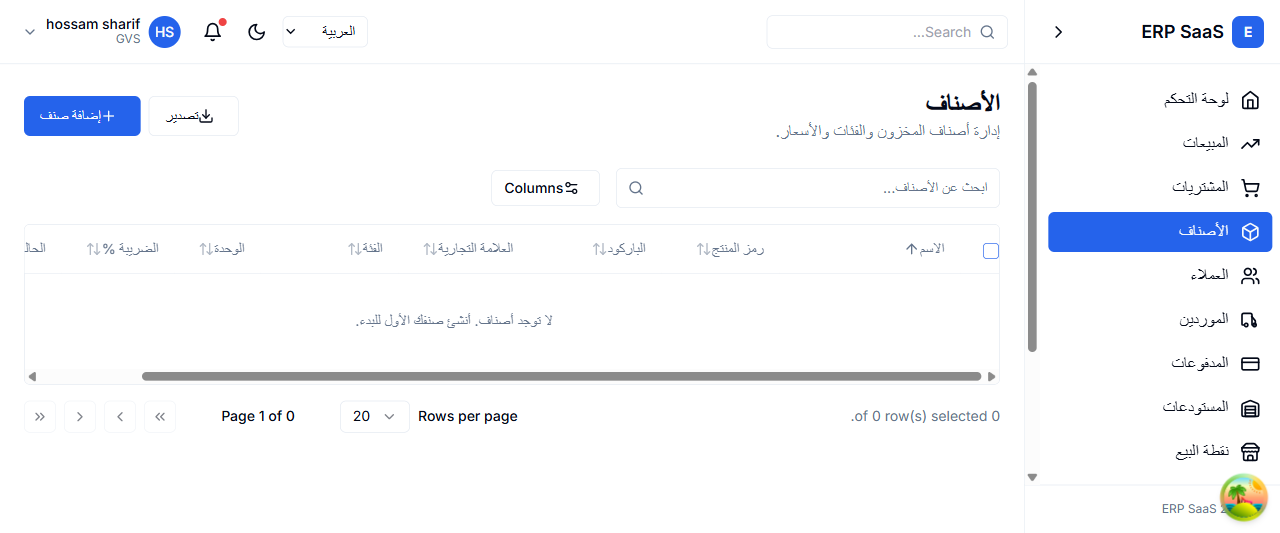 E ERP SaaS
Search...
العربية
HS hossam sharif
GVS
لوحة التحكم
المبيعات
المشتريات
الأصناف
العملاء
الموردين
المدفوعات
المستودعات
نقطة البيع
ERP SaaS
الأصناف
إدارة أصناف المخزون والفئات والأسعار.
تصدير
إضافة صنف
ابحث عن الأصناف...
Columns
الاسم رمز المنتج الباركود العلامة التجارية الفئة الوحدة الضريبة %
لا توجد أصناف. أنشئ صنفك الأول للبدء.
0 of 0 row(s) selected.
Rows per page 20 Page 1 of 0